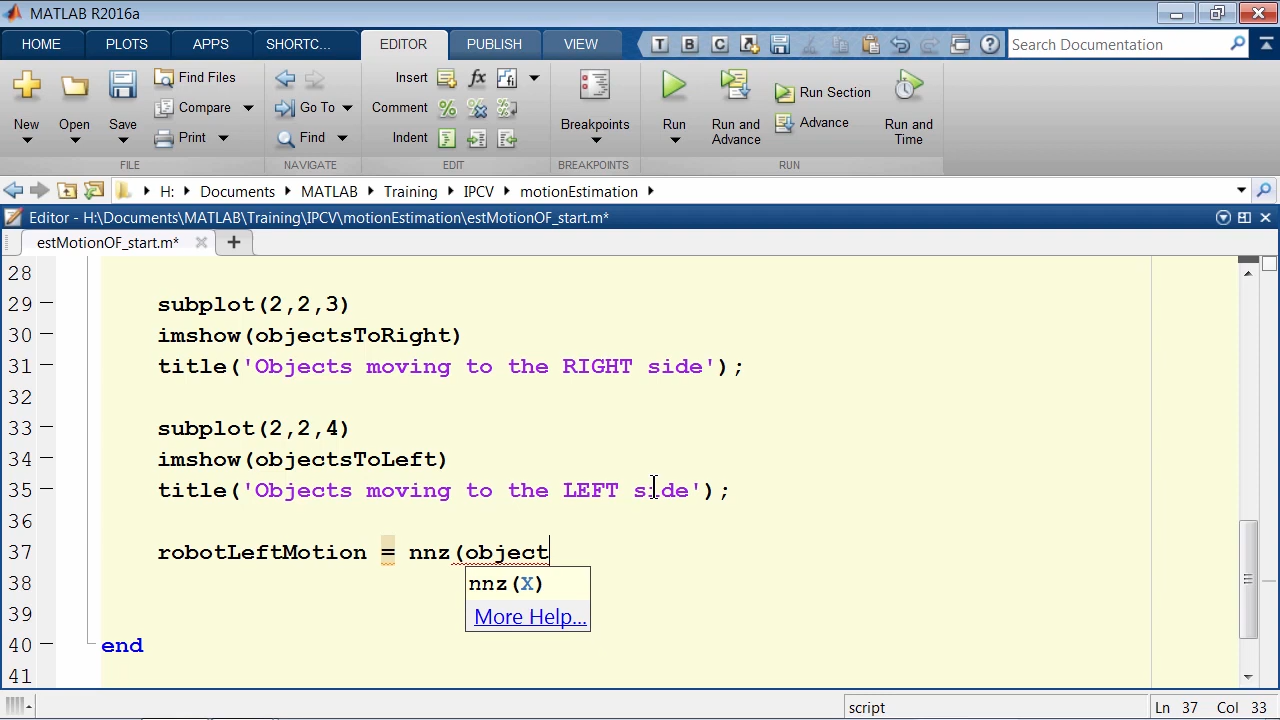 MATLAB R2016a
HOME PLOTS APPS SHORTC... EDITOR PUBLISH VIEW Search Documentation
New Open Save Find Files Compare Print
Go To Find
Insert fx Comment Indent
Breakpoints
Run Run and Advance Run Section Advance Run and Time
FILE NAVIGATE EDIT BREAKPOINTS RUN
H: Documents MATLAB Training IPCV motionEstimation
Editor - H:\Documents\MATLAB\Training\IPCV\motionEstimation\estMotionOF_start.m*
estMotionOF_start.m*
28
29 subplot(2,2,3)
30 imshow(objectsToRight)
31 title('Objects moving to the RIGHT side');
32
33 subplot(2,2,4)
34 imshow(objectsToLeft)
35 title('Objects moving to the LEFT side');
36
37 robotLeftMotion = nnz(object
38 nnz(X)
39 More Help...
40 end
41
script Ln 37 Col 33